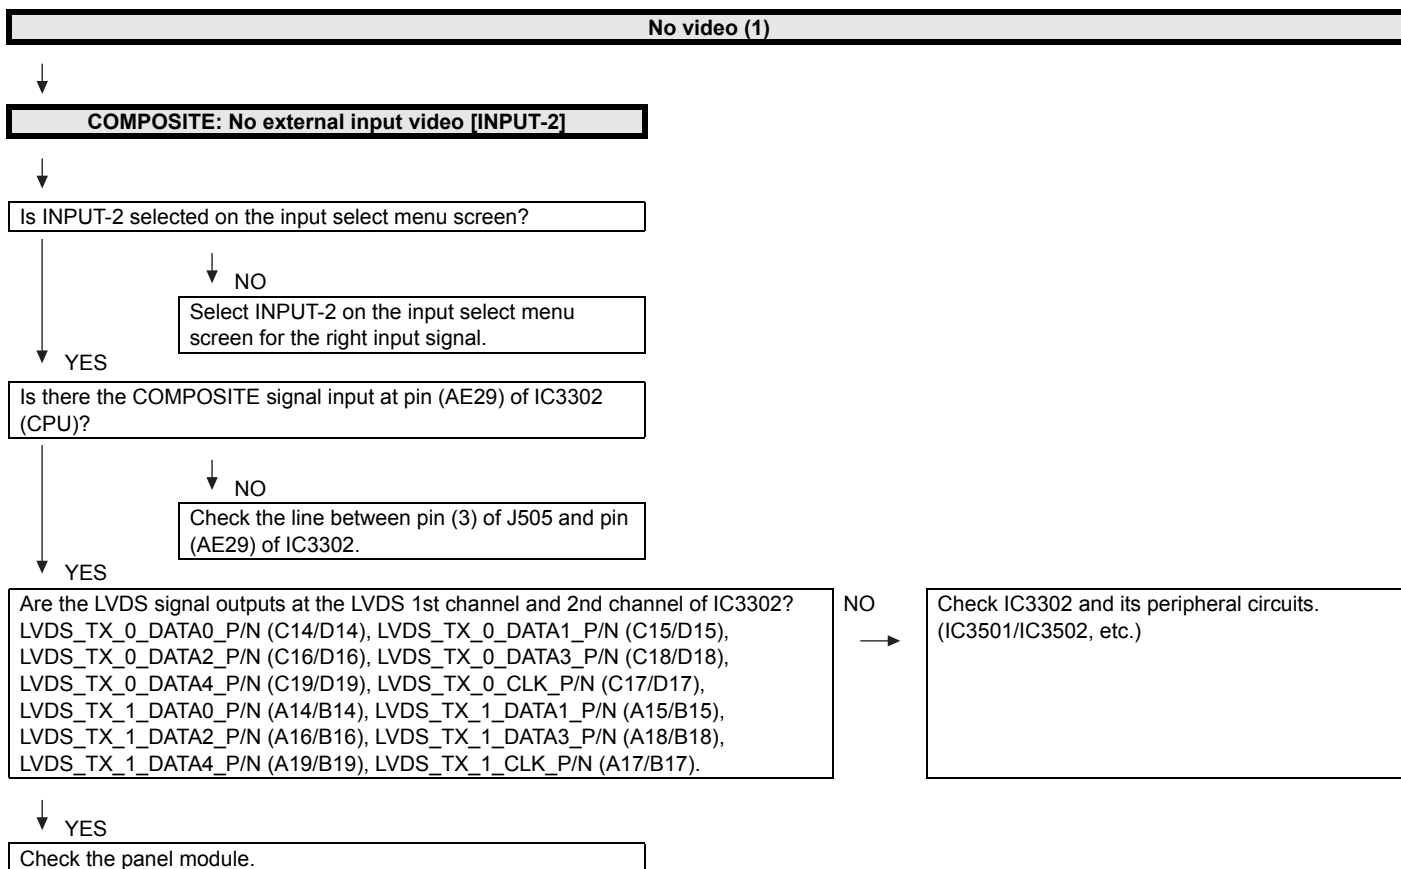 No video (1)
COMPOSITE: No external input video [INPUT-2]
Is INPUT-2 selected on the input select menu screen?
NO
Select INPUT-2 on the input select menu
screen for the right input signal.
YES
Is there the COMPOSITE signal input at pin (AE29) of IC3302
(CPU)?
NO
Check the line between pin (3) of J505 and pin
(AE29) of IC3302.
YES
Are the LVDS signal outputs at the LVDS 1st channel and 2nd channel of IC3302?
LVDS_TX_0_DATA0_P/N (C14/D14), LVDS_TX_0_DATA1_P/N (C15/D15),
LVDS_TX_0_DATA2_P/N (C16/D16), LVDS_TX_0_DATA3_P/N (C18/D18),
LVDS_TX_0_DATA4_P/N (C19/D19), LVDS_TX_0_CLK_P/N (C17/D17),
LVDS_TX_1_DATA0_P/N (A14/B14), LVDS_TX_1_DATA1_P/N (A15/B15),
LVDS_TX_1_DATA2_P/N (A16/B16), LVDS_TX_1_DATA3_P/N (A18/B18),
LVDS_TX_1_DATA4_P/N (A19/B19), LVDS_TX_1_CLK_P/N (A17/B17).
NO
Check IC3302 and its peripheral circuits.
(IC3501/IC3502, etc.)
YES
Check the panel module.